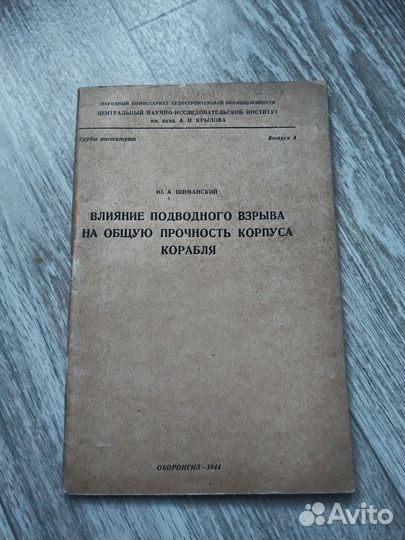 НАРОДНЫЙ КОМИССАРИАТ СУДОСТРОИТЕЛЬНОЙ ПРОМЫШЛЕННОСТИ
ЦЕНТРАЛЬНЫЙ НАУЧНО-ИССЛЕДОВАТЕЛЬСКИЙ ИНСТИТУТ
им. акад. А. Н. КРЫЛОВА
Труды института Выпуск 4
Ю. А. ШИМАНСКИЙ
ВЛИЯНИЕ ПОДВОДНОГО ВЗРЫВА
НА ОБЩУЮ ПРОЧНОСТЬ КОРПУСА
КОРАБЛЯ
ОБОРОНГИЗ—1944
Avito